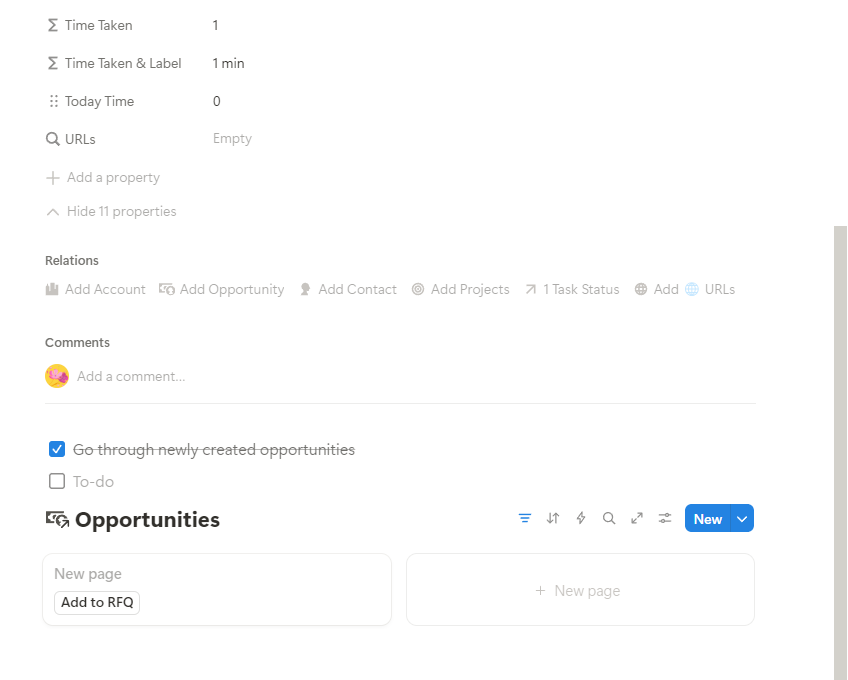 Time Taken 1
Time Taken & Label 1 min
Today Time 0
URLs Empty
Add a property
Hide 11 properties
Relations
Add Account Add Opportunity Add Contact Add Projects 1 Task Status Add URLs
Comments
Add a comment...
Go through newly created opportunities
To-do
Opportunities New
New page
Add to RFQ
+ New page